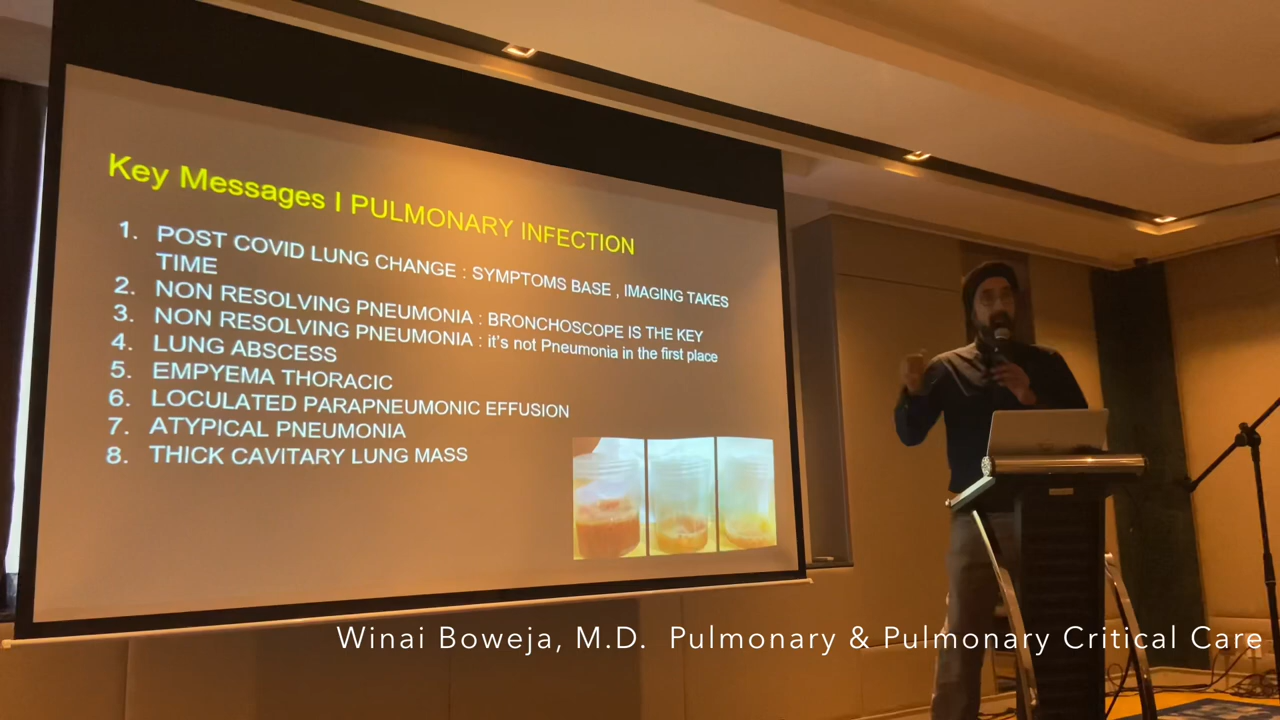 Key Messages I PULMONARY INFECTION
1. POST COVID LUNG CHANGE : SYMPTOMS BASE , IMAGING TAKES
TIME
2. NON RESOLVING PNEUMONIA : BRONCHOSCOPE IS THE KEY
3. NON RESOLVING PNEUMONIA : it's not Pneumonia in the first place
4. LUNG ABSCESS
5. EMPYEMA THORACIC
6. LOCULATED PARAPNEUMONIC EFFUSION
7. ATYPICAL PNEUMONIA
8. THICK CAVITARY LUNG MASS
Winai Boweja, M.D. Pulmonary & Pulmonary Critical Care